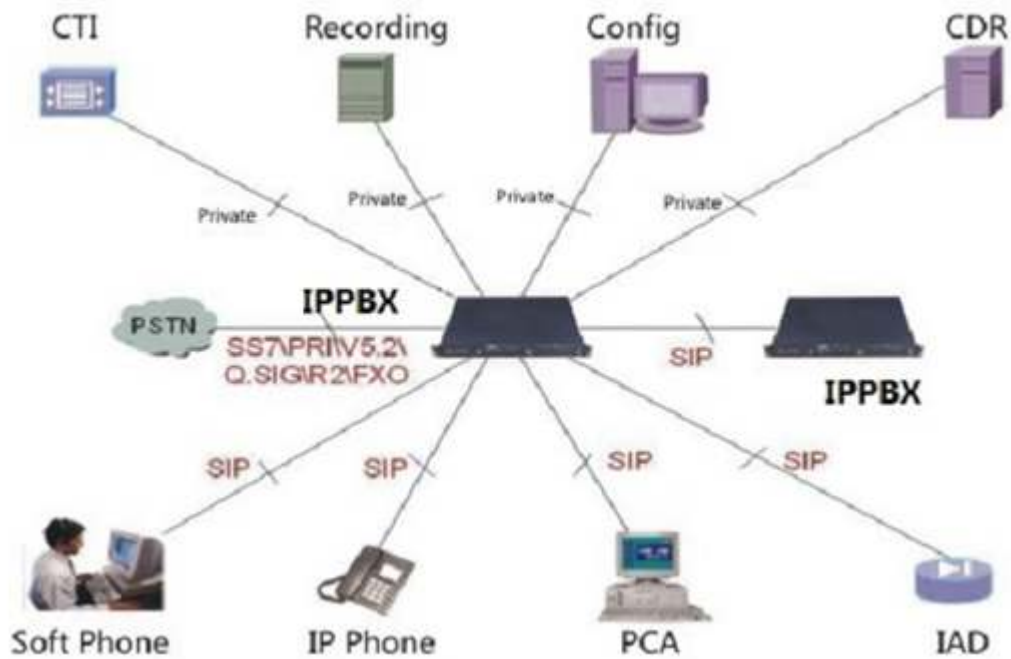 CTI
Recording
Config
CDR
Private
Private
Private
Private
PSTN
IPPBX
SS7\PRI\V5.2\
Q.SIG\R2\FXO
SIP
IPPBX
SIP
SIP
SIP
SIP
Soft Phone
IP Phone
PCA
IAD